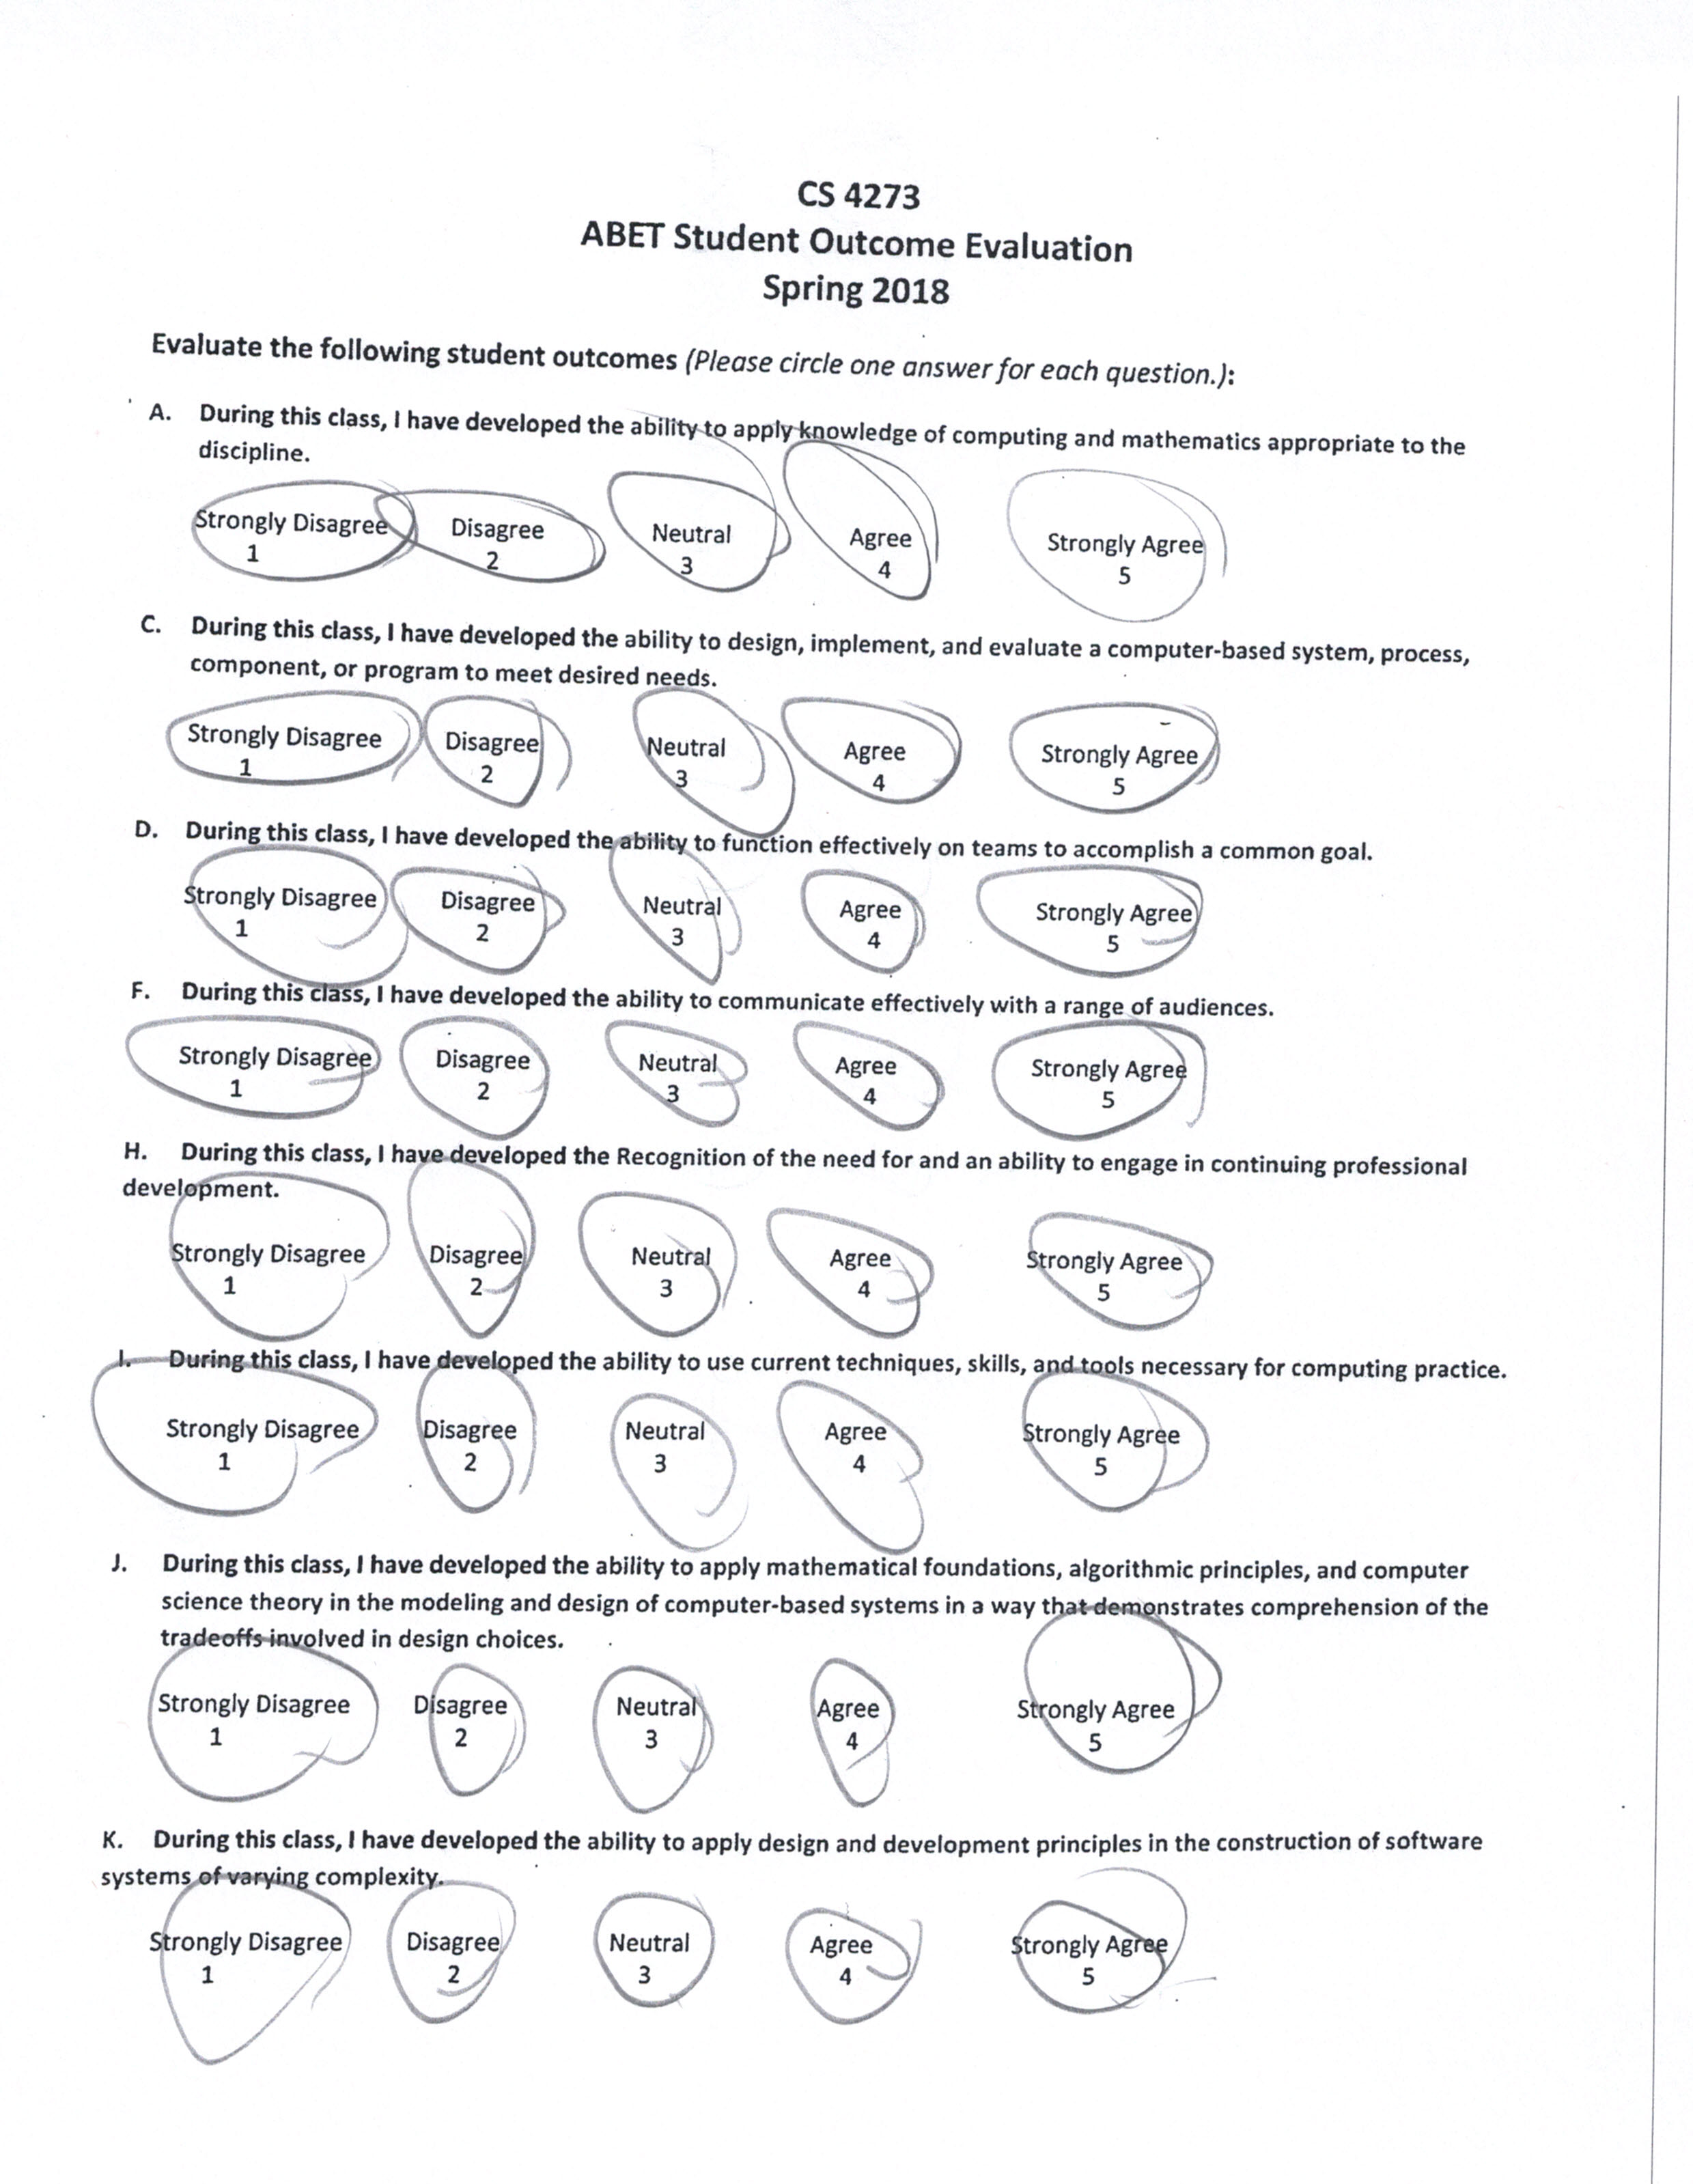 CS 4273
ABET Student Outcome Evaluation
Spring 2018
Evaluate the following student outcomes (Please circle one answer for each question.):
A. During this class, I have developed the ability to apply knowledge of computing and mathematics appropriate to the
discipline.
Strongly Disagree Disagree Neutral Agree Strongly Agree
1 2 3 4 5
C. During this class, I have developed the ability to design, implement, and evaluate a computer-based system, process,
component, or program to meet desired needs.
Strongly Disagree Disagree Neutral Agree Strongly Agree
1 2 3 4 5
D. During this class, I have developed the ability to function effectively on teams to accomplish a common goal.
Strongly Disagree Disagree Neutral Agree Strongly Agree
1 2 3 4 5
F. During this class, I have developed the ability to communicate effectively with a range of audiences.
Strongly Disagree Disagree Neutral Agree Strongly Agree
1 2 3 4 5
H. During this class, I have developed the Recognition of the need for and an ability to engage in continuing professional
development.
Strongly Disagree Disagree Neutral Agree Strongly Agree
1 2 3 4 5
I. During this class, I have developed the ability to use current techniques, skills, and tools necessary for computing practice.
Strongly Disagree Disagree Neutral Agree Strongly Agree
1 2 3 4 5
J. During this class, I have developed the ability to apply mathematical foundations, algorithmic principles, and computer
science theory in the modeling and design of computer-based systems in a way that demonstrates comprehension of the
tradeoffs involved in design choices.
Strongly Disagree Disagree Neutral Agree Strongly Agree
1 2 3 4 5
K. During this class, I have developed the ability to apply design and development principles in the construction of software
systems of varying complexity.
Strongly Disagree Disagree Neutral Agree Strongly Agree
1 2 3 4 5